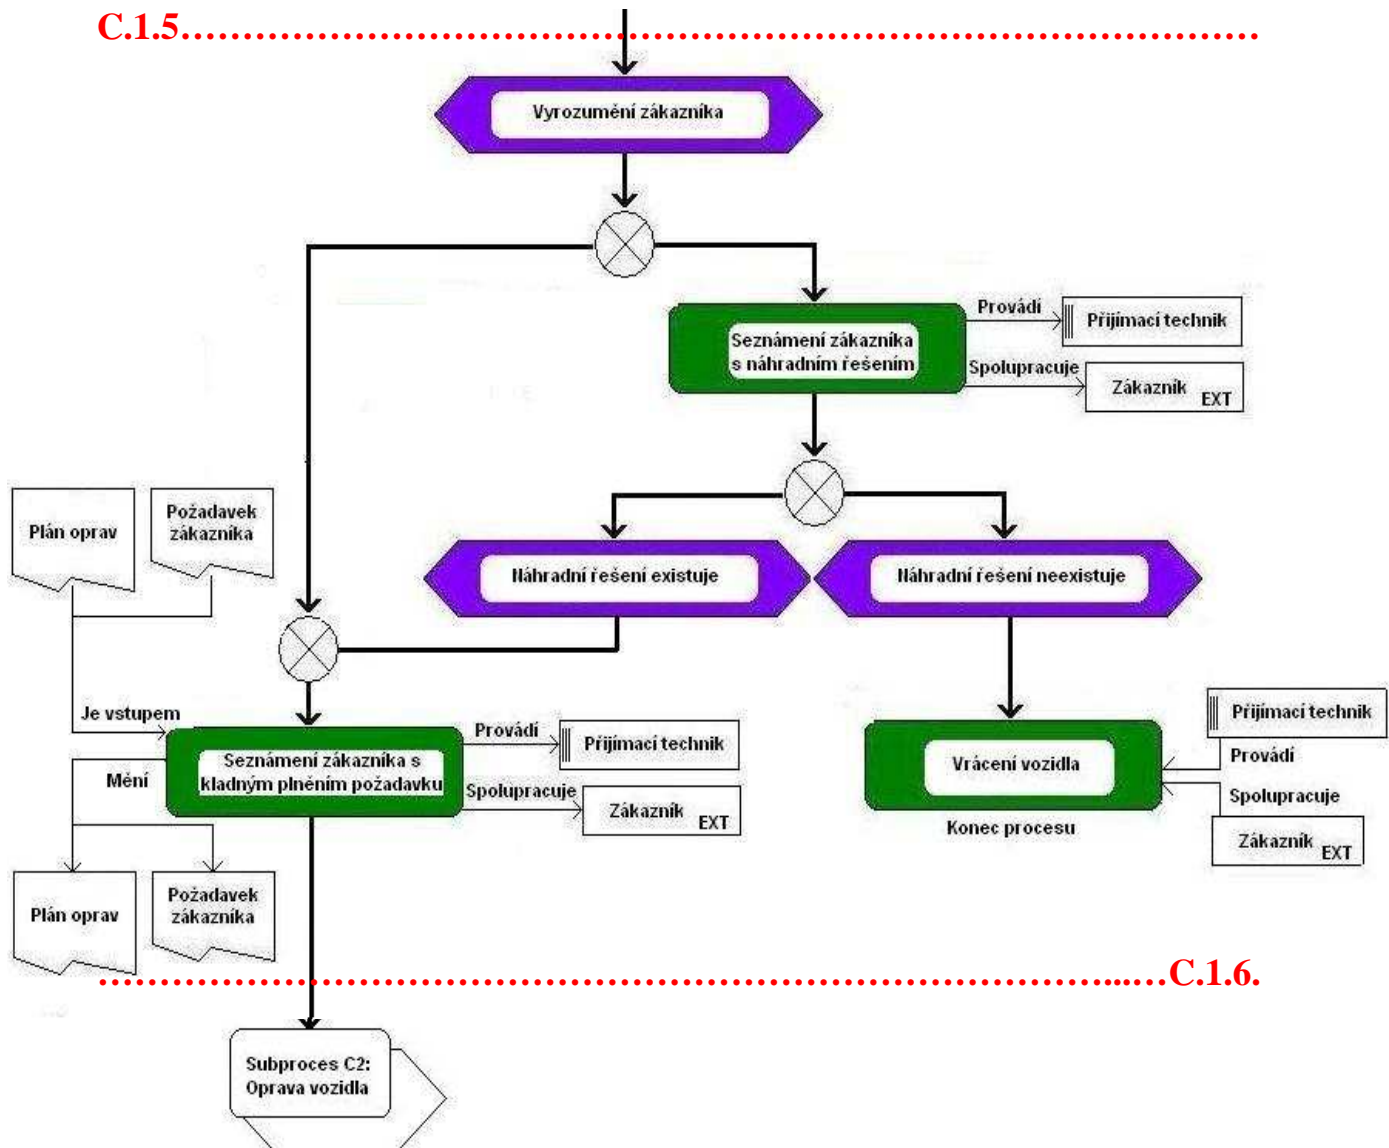 C.1.5.......................................................................................
Vyrozumění zákazníka
Seznámení zákazníka
s náhradním řešením
Provádí
Přijímací technik
Spolupracuje
Zákazník
EXT
Plán oprav
Požadavek
zákazníka
Náhradní řešení existuje
Náhradní řešení neexistuje
Je vstupem
Mění
Seznámení zákazníka s
kladným plněním požadavku
Provádí
Přijímací technik
Spolupracuje
Zákazník
EXT
Vrácení vozidla
Konec procesu
Přijímací technik
Provádí
Spolupracuje
Zákazník
EXT
Plán oprav
Požadavek
zákazníka
.......................................................................................C.1.6.
Subproces C2:
Oprava vozidla